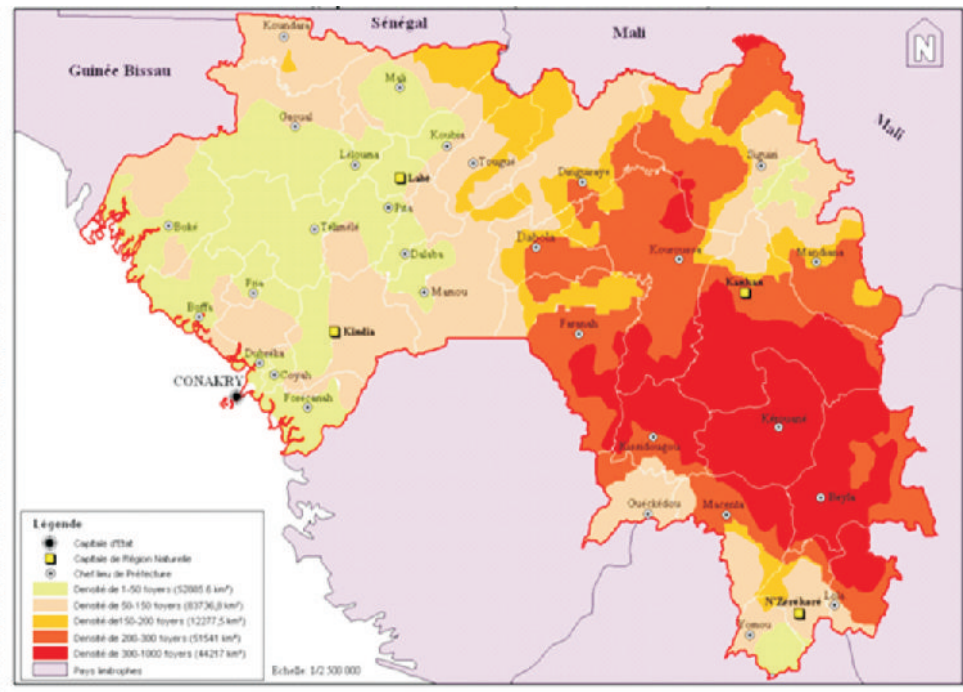 Sénégal
Mali
Koundara
Guinée Bissau
Mali
Mali
Gaoual
Koubia
Lélouma
Tougué
Siguiri
Labé
Dinguiraye
Pita
Boké
Télimélé
Dabola
Dalaba
Kouroussa
Mandiana
Fria
Mamou
Kankan
Boffa
Kindia
Faranah
Dubréka
Coyah
CONAKRY
Forécariah
Kérouané
Kissidougou
Beyla
Guéckédou
Macenta
N'Zérékoré
Lola
Yomou
Légende
Capitale d'Etat
Capitale de Région Naturelle
Chef lieu de Préfecture
Densité de 1-50 foyers (52885.6 km²)
Densité de 50-150 foyers (83736,8 km²)
Densité de150-200 foyers (12277,5 km²)
Densité de 200-300 foyers (51541 km²)
Densité de 300-1000 foyers (44217 km²)
Pays limitrophes
Echelle: 1/2 500 000
N